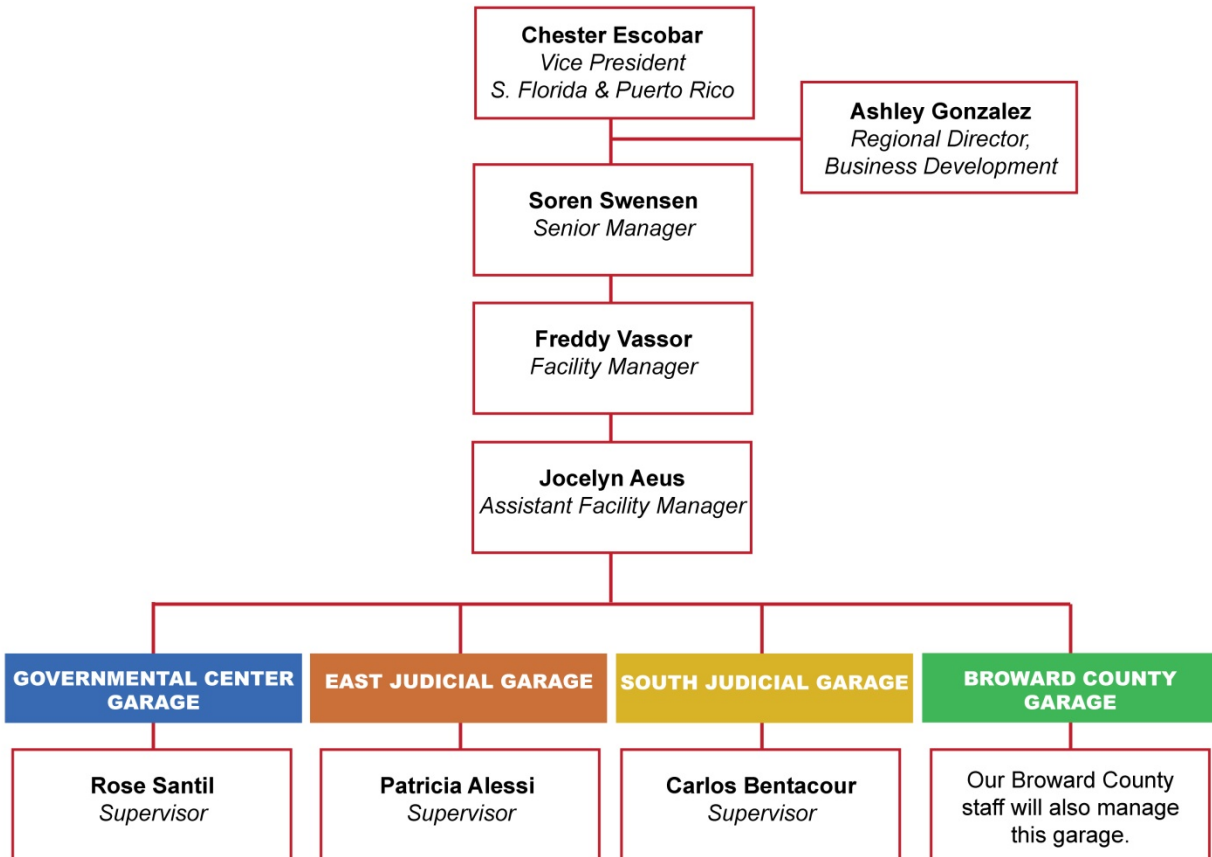 Chester Escobar
Vice President
S. Florida & Puerto Rico
Ashley Gonzalez
Regional Director,
Business Development
Soren Swensen
Senior Manager
Freddy Vassor
Facility Manager
Jocelyn Aeus
Assistant Facility Manager
GOVERNMENTAL CENTER
GARAGE
Rose Santil
Supervisor
EAST JUDICIAL GARAGE
Patricia Alessi
Supervisor
SOUTH JUDICIAL GARAGE
Carlos Bentacour
Supervisor
BROWARD COUNTY
GARAGE
Our Broward County
staff will also manage
this garage.